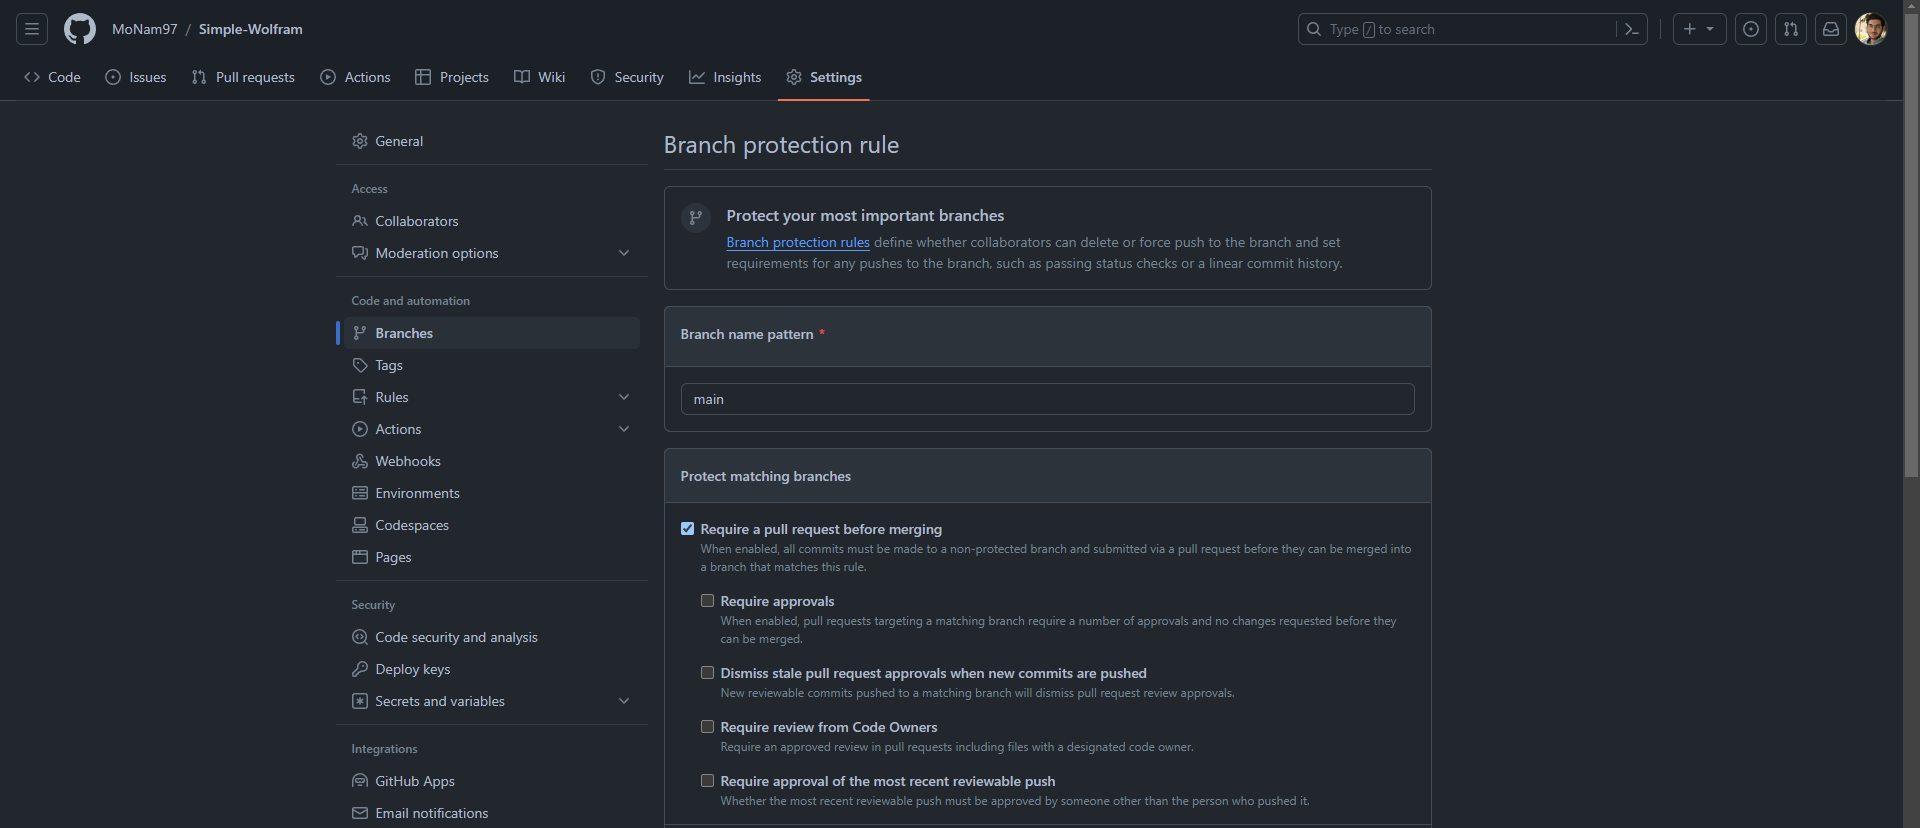 MoNam97 / Simple-Wolfram
Type / to search
Code
Issues
Pull requests
Actions
Projects
Wiki
Security
Insights
Settings
General
Access
Collaborators
Moderation options
Code and automation
Branches
Tags
Rules
Actions
Webhooks
Environments
Codespaces
Pages
Security
Code security and analysis
Deploy keys
Secrets and variables
Integrations
GitHub Apps
Email notifications
Branch protection rule
Protect your most important branches
Branch protection rules define whether collaborators can delete or force push to the branch and set
requirements for any pushes to the branch, such as passing status checks or a linear commit history.
Branch name pattern *
main
Protect matching branches
Require a pull request before merging
When enabled, all commits must be made to a non-protected branch and submitted via a pull request before they can be merged into
a branch that matches this rule.
Require approvals
When enabled, pull requests targeting a matching branch require a number of approvals and no changes requested before they
can be merged.
Dismiss stale pull request approvals when new commits are pushed
New reviewable commits pushed to a matching branch will dismiss pull request review approvals.
Require review from Code Owners
Require an approved review in pull requests including files with a designated code owner.
Require approval of the most recent reviewable push
Whether the most recent reviewable push must be approved by someone other than the person who pushed it.